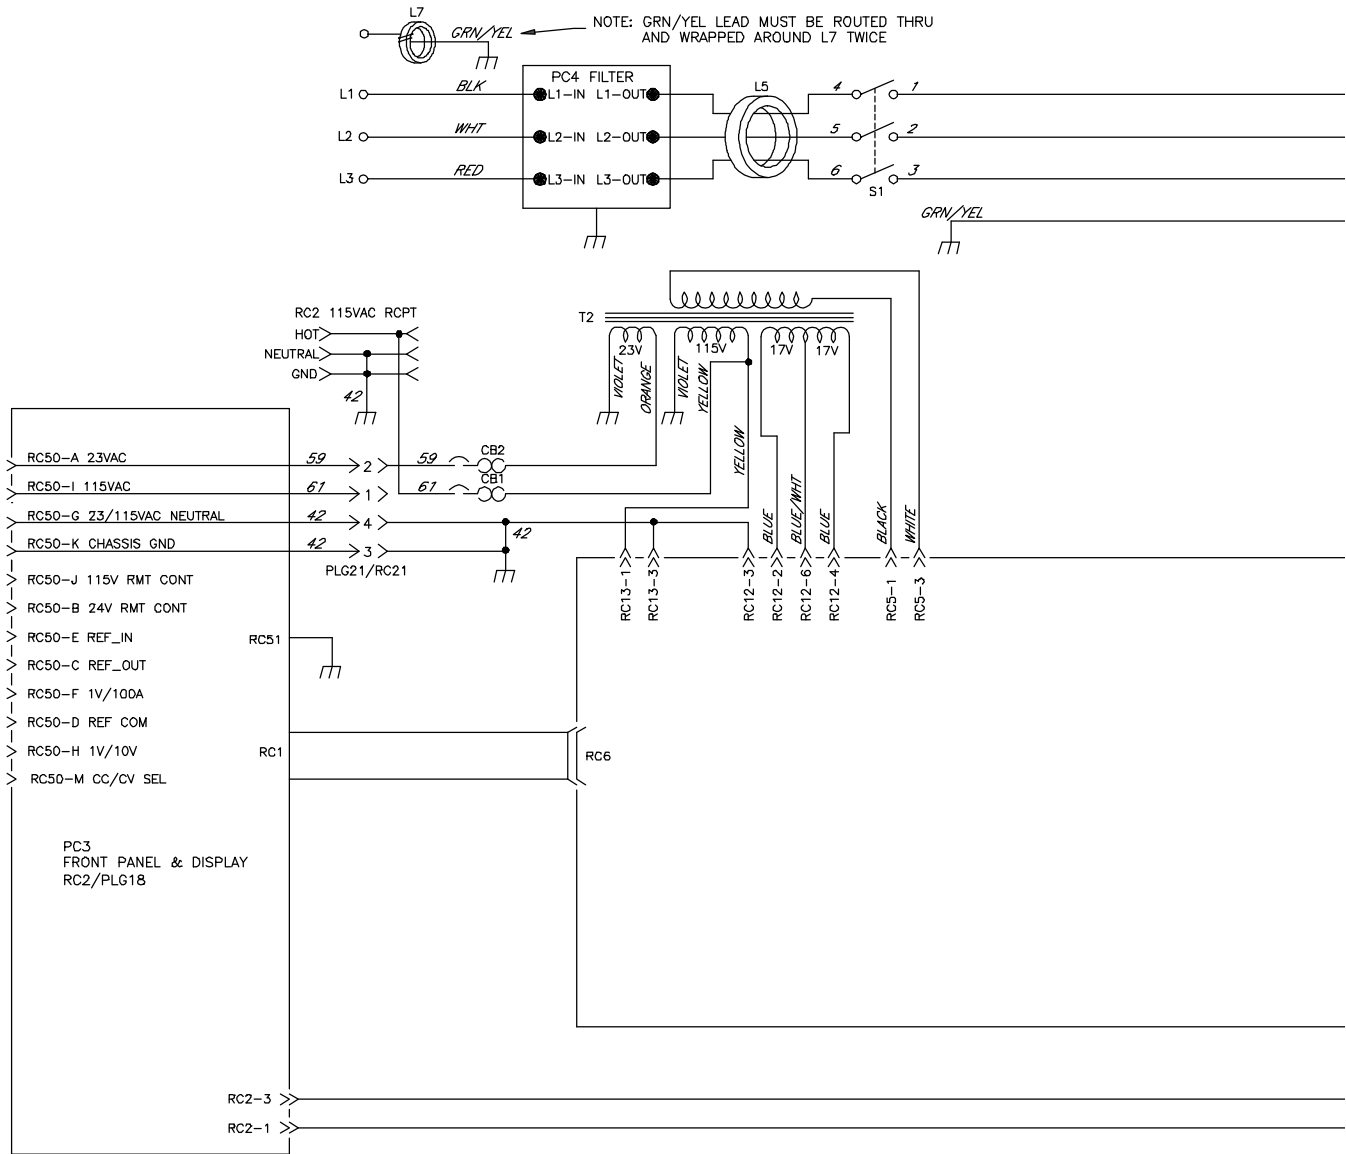 L7
GRN/YEL
NOTE: GRN/YEL LEAD MUST BE ROUTED THRU
AND WRAPPED AROUND L7 TWICE
PC4 FILTER
L1 BLK L1-IN L1-OUT L5 4 1
L2 WHT L2-IN L2-OUT 5 2
L3 RED L3-IN L3-OUT 6 3
S1
GRN/YEL
RC2 115VAC RCPT
HOT
NEUTRAL
GND
42
T2
23V 115V 17V 17V
VIOLET ORANGE VIOLET YELLOW
YELLOW
RC50-A 23VAC 59 2 59 CB2
RC50-I 115VAC 61 1 61 CB1
RC50-G 23/115VAC NEUTRAL 42 4 42
RC50-K CHASSIS GND 42 3
PLG21/RC21
BLUE BLUE/WHT BLUE BLACK WHITE
RC13-1 RC13-3 RC12-3 RC12-2 RC12-6 RC12-4 RC5-1 RC5-3
RC50-J 115V RMT CONT
RC50-B 24V RMT CONT
RC50-E REF_IN RC51
RC50-C REF_OUT
RC50-F 1V/100A
RC50-D REF COM
RC50-H 1V/10V RC1 RC6
RC50-M CC/CV SEL
PC3
FRONT PANEL & DISPLAY
RC2/PLG18
RC2-3
RC2-1